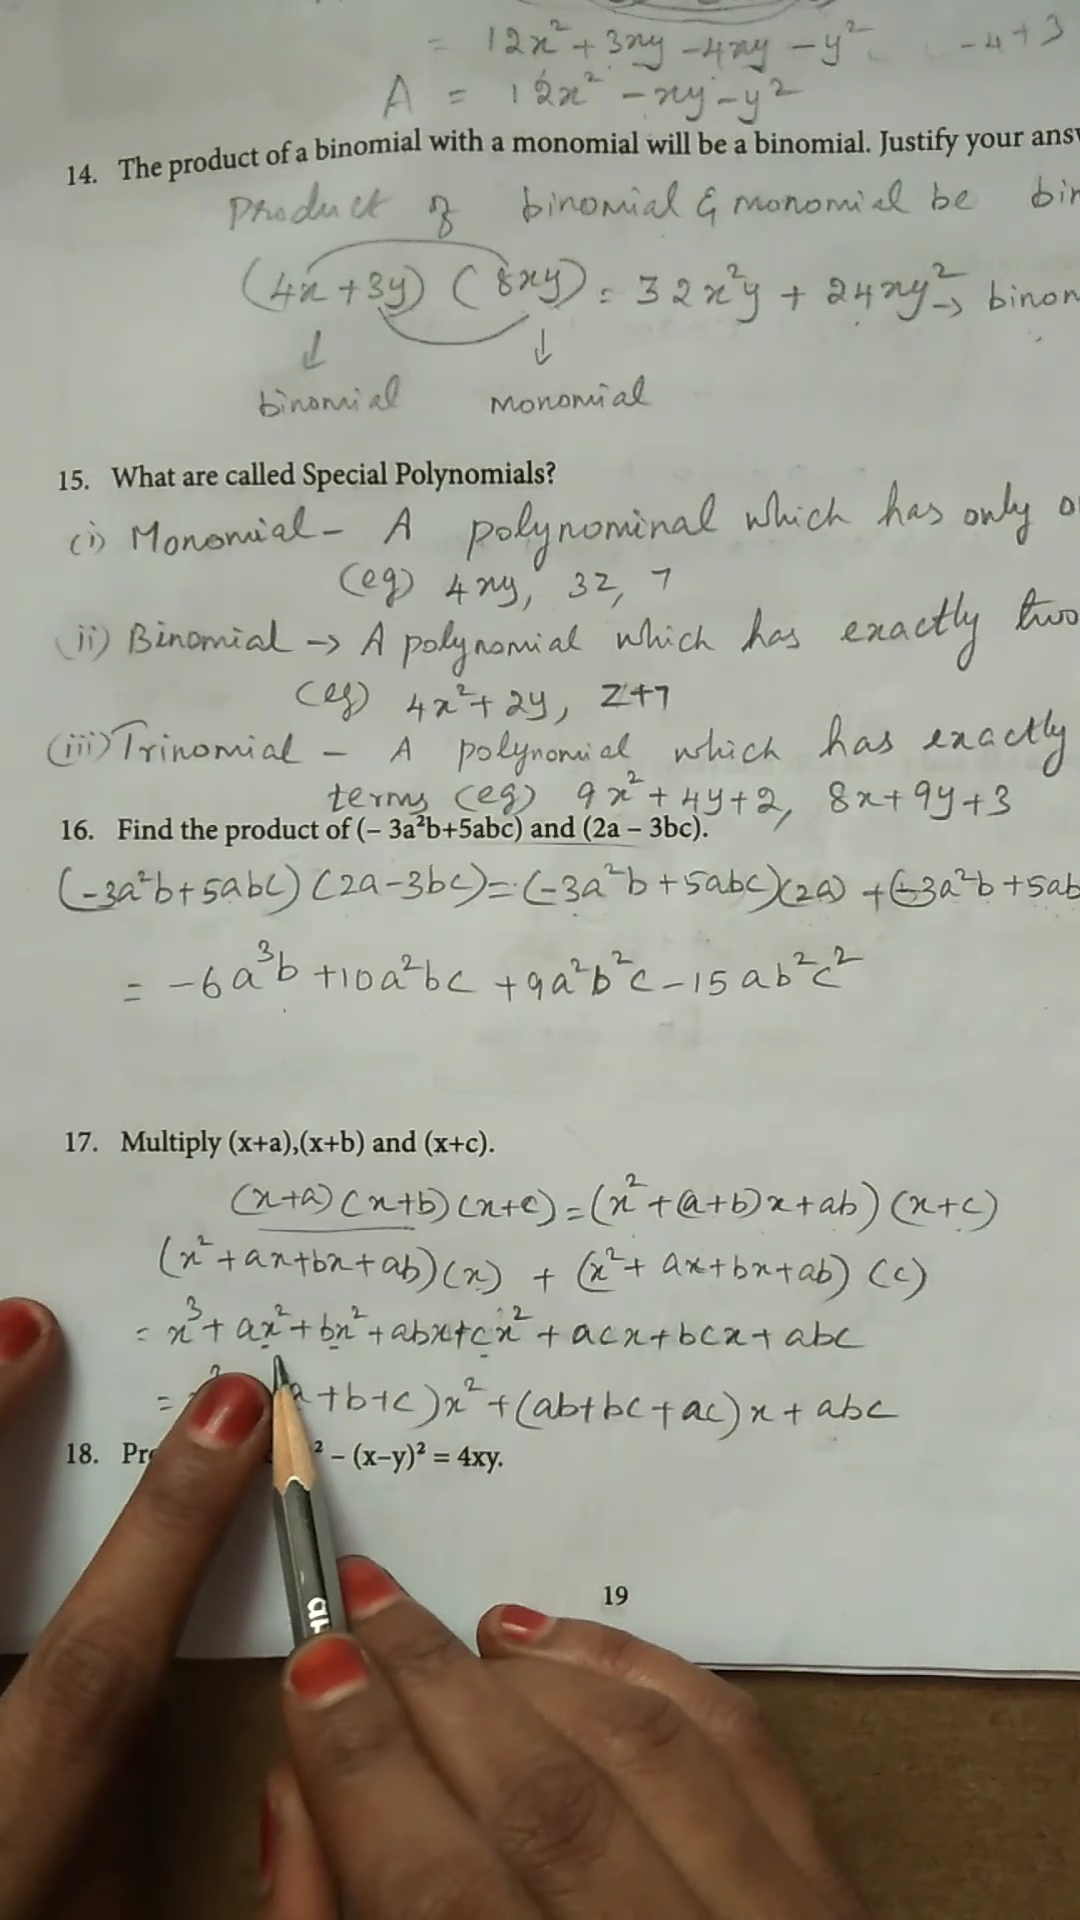 = 12x² + 3xy - 4xy - y² -4+3
A = 12x² - xy - y²
14. The product of a binomial with a monomial will be a binomial. Justify your
Product of binomial & monomial be
(4x + 3y) (8xy) = 32x²y + 24xy² →
↓ ↓
binomial monomial
15. What are called Special Polynomials?
(i) Monomial - A polynominal which has only
(eg) 4xy, 3z, 7
(ii) Binomial → A polynomial which has exactly two
(eg) 4x² + 2y, z+7
(iii) Trinomial - A polynomial which has exactly
terms (eg) 9x² + 4y + 2, 8x + 9y + 3
16. Find the product of (– 3a²b+5abc) and (2a – 3bc).
(-3a²b + 5abc) (2a - 3bc) = (-3a²b + 5abc)(2a) + (-3a²b + 5ab
= -6a³b + 10a²bc + 9a²b²c - 15ab²c²
17. Multiply (x+a),(x+b) and (x+c).
(x+a) (x+b) (x+c) = (x² + (a+b)x + ab) (x+c)
(x² + ax + bx + ab) (x) + (x² + ax + bx + ab) (c)
= x³ + ax² + bx² + abx + cx² + acx + bcx + abc
= + b + c)x² + (ab + bc + ac)x + abc
18. ² – (x–y)² = 4xy.
19